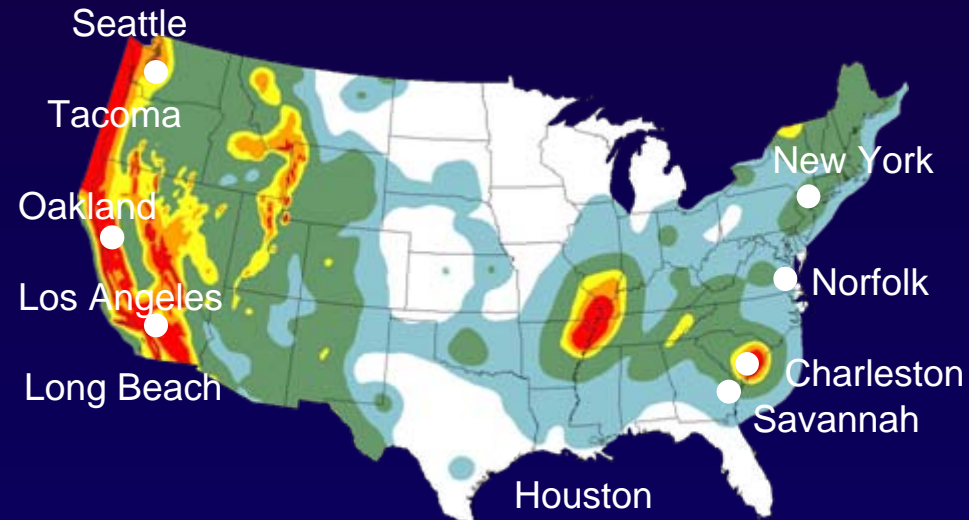 Seattle
Tacoma
New York
Oakland
Norfolk
Los Angeles
Charleston
Long Beach
Savannah
Houston